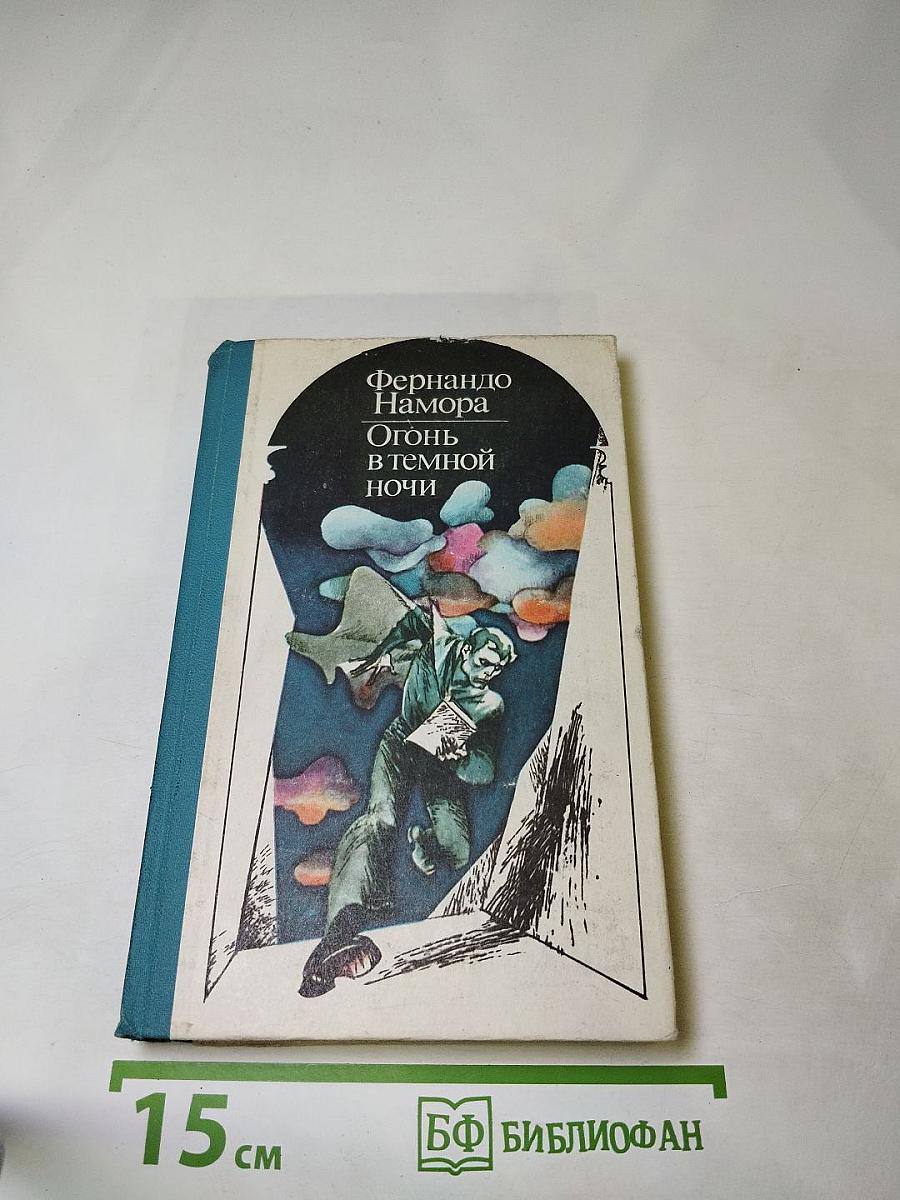 Фернандо
Намора
Огонь
в темной
ночи
15 см
БФ БИБЛИОФАН